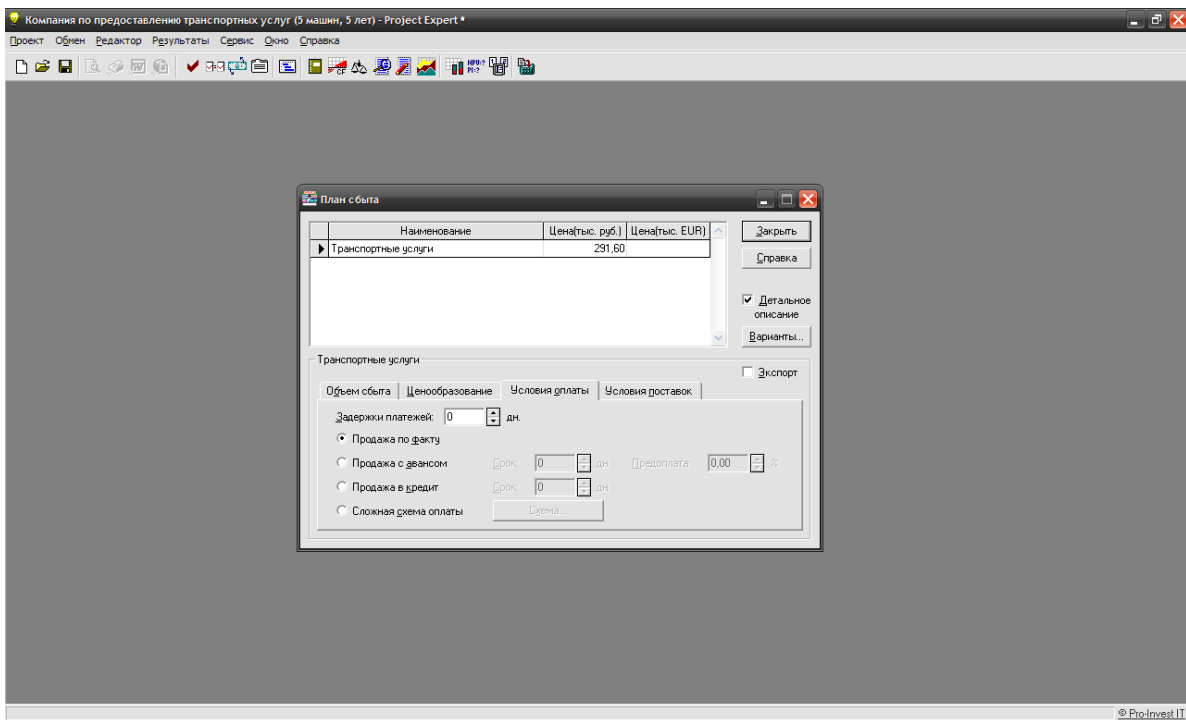 Компания по предоставлению транспортных услуг (5 машин, 5 лет) - Project Expert *
Проект Обмен Редактор Результаты Сервис Окно Справка
План сбыта
Наименование Цена(тыс. руб.) Цена(тыс. EUR)
Транспортные услуги 291,60
Закрыть
Справка
Детальное описание
Варианты...
Транспортные услуги
Экспорт
Объем сбыта Ценообразование Условия оплаты Условия поставок
Задержки платежей: 0 дн.
Продажа по факту
Продажа с авансом Срок: 0 дн. Предоплата: 0,00 %
Продажа в кредит Срок: 0 дн.
Сложная схема оплаты Схема...
© Pro-Invest IT